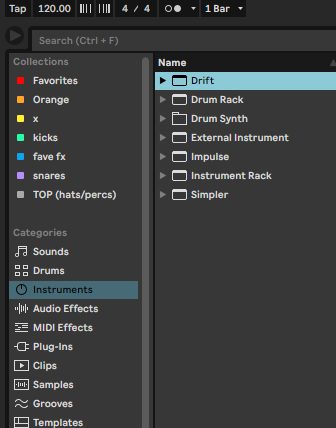 Tap 120.00 4 / 4 1 Bar
Search (Ctrl + F)
Collections
Favorites
Orange
x
kicks
fave fx
snares
TOP (hats/percs)
Categories
Sounds
Drums
Instruments
Audio Effects
MIDI Effects
Plug-Ins
Clips
Samples
Grooves
Templates
Name
Drift
Drum Rack
Drum Synth
External Instrument
Impulse
Instrument Rack
Simpler